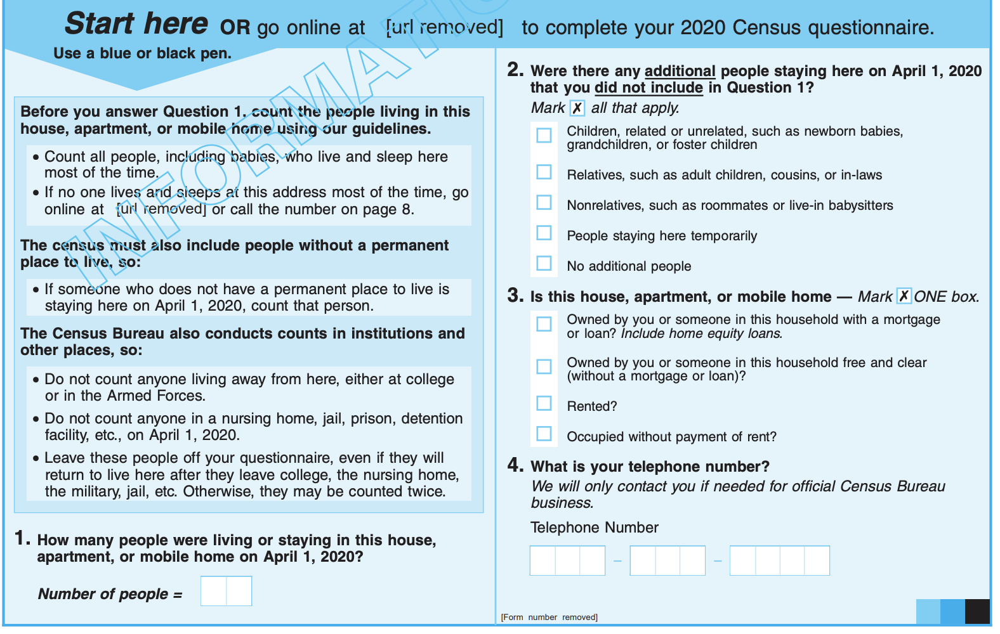 Start here OR go online at [url removed] to complete your 2020 Census questionnaire.
Use a blue or black pen.
Before you answer Question 1, count the people living in this
house, apartment, or mobile home using our guidelines.
• Count all people, including babies, who live and sleep here
most of the time.
• If no one lives and sleeps at this address most of the time, go
online at [url removed] or call the number on page 8.
The census must also include people without a permanent
place to live, so:
• If someone who does not have a permanent place to live is
staying here on April 1, 2020, count that person.
The Census Bureau also conducts counts in institutions and
other places, so:
• Do not count anyone living away from here, either at college
or in the Armed Forces.
• Do not count anyone in a nursing home, jail, prison, detention
facility, etc., on April 1, 2020.
• Leave these people off your questionnaire, even if they will
return to live here after they leave college, the nursing home,
the military, jail, etc. Otherwise, they may be counted twice.
1. How many people were living or staying in this house,
apartment, or mobile home on April 1, 2020?
Number of people =
2. Were there any additional people staying here on April 1, 2020
that you did not include in Question 1?
Mark ✗ all that apply.
Children, related or unrelated, such as newborn babies,
grandchildren, or foster children
Relatives, such as adult children, cousins, or in-laws
Nonrelatives, such as roommates or live-in babysitters
People staying here temporarily
No additional people
3. Is this house, apartment, or mobile home — Mark ✗ ONE box.
Owned by you or someone in this household with a mortgage
or loan? Include home equity loans.
Owned by you or someone in this household free and clear
(without a mortgage or loan)?
Rented?
Occupied without payment of rent?
4. What is your telephone number?
We will only contact you if needed for official Census Bureau
business.
Telephone Number
– –
[Form number removed]
INFORMATIO